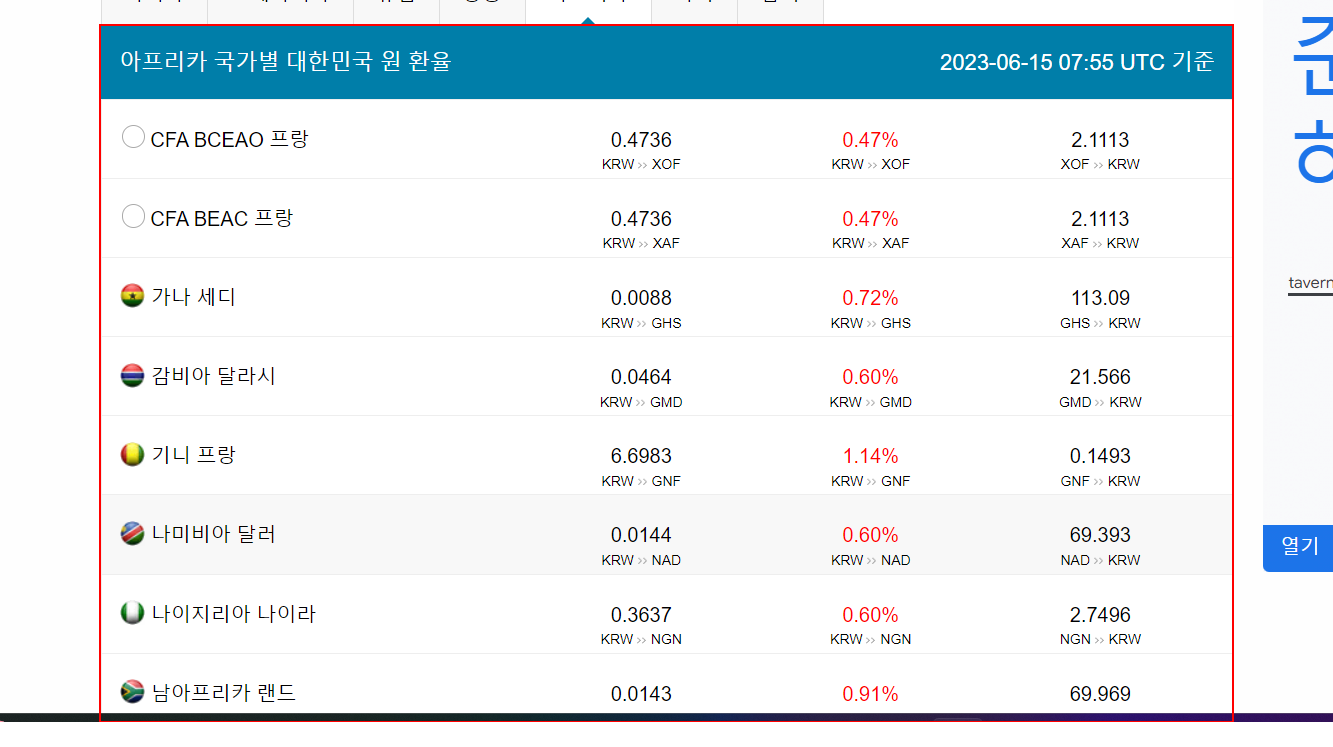 아프리카 국가별 대한민국 원 환율 2023-06-15 07:55 UTC 기준
CFA BCEAO 프랑 0.4736 0.47% 2.1113
KRW ›› XOF KRW ›› XOF XOF ›› KRW
CFA BEAC 프랑 0.4736 0.47% 2.1113
KRW ›› XAF KRW ›› XAF XAF ›› KRW
가나 세디 0.0088 0.72% 113.09
KRW ›› GHS KRW ›› GHS GHS ›› KRW
감비아 달라시 0.0464 0.60% 21.566
KRW ›› GMD KRW ›› GMD GMD ›› KRW
기니 프랑 6.6983 1.14% 0.1493
KRW ›› GNF KRW ›› GNF GNF ›› KRW
나미비아 달러 0.0144 0.60% 69.393
KRW ›› NAD KRW ›› NAD NAD ›› KRW
나이지리아 나이라 0.3637 0.60% 2.7496
KRW ›› NGN KRW ›› NGN NGN ›› KRW
남아프리카 랜드 0.0143 0.91% 69.969
tavern
열기